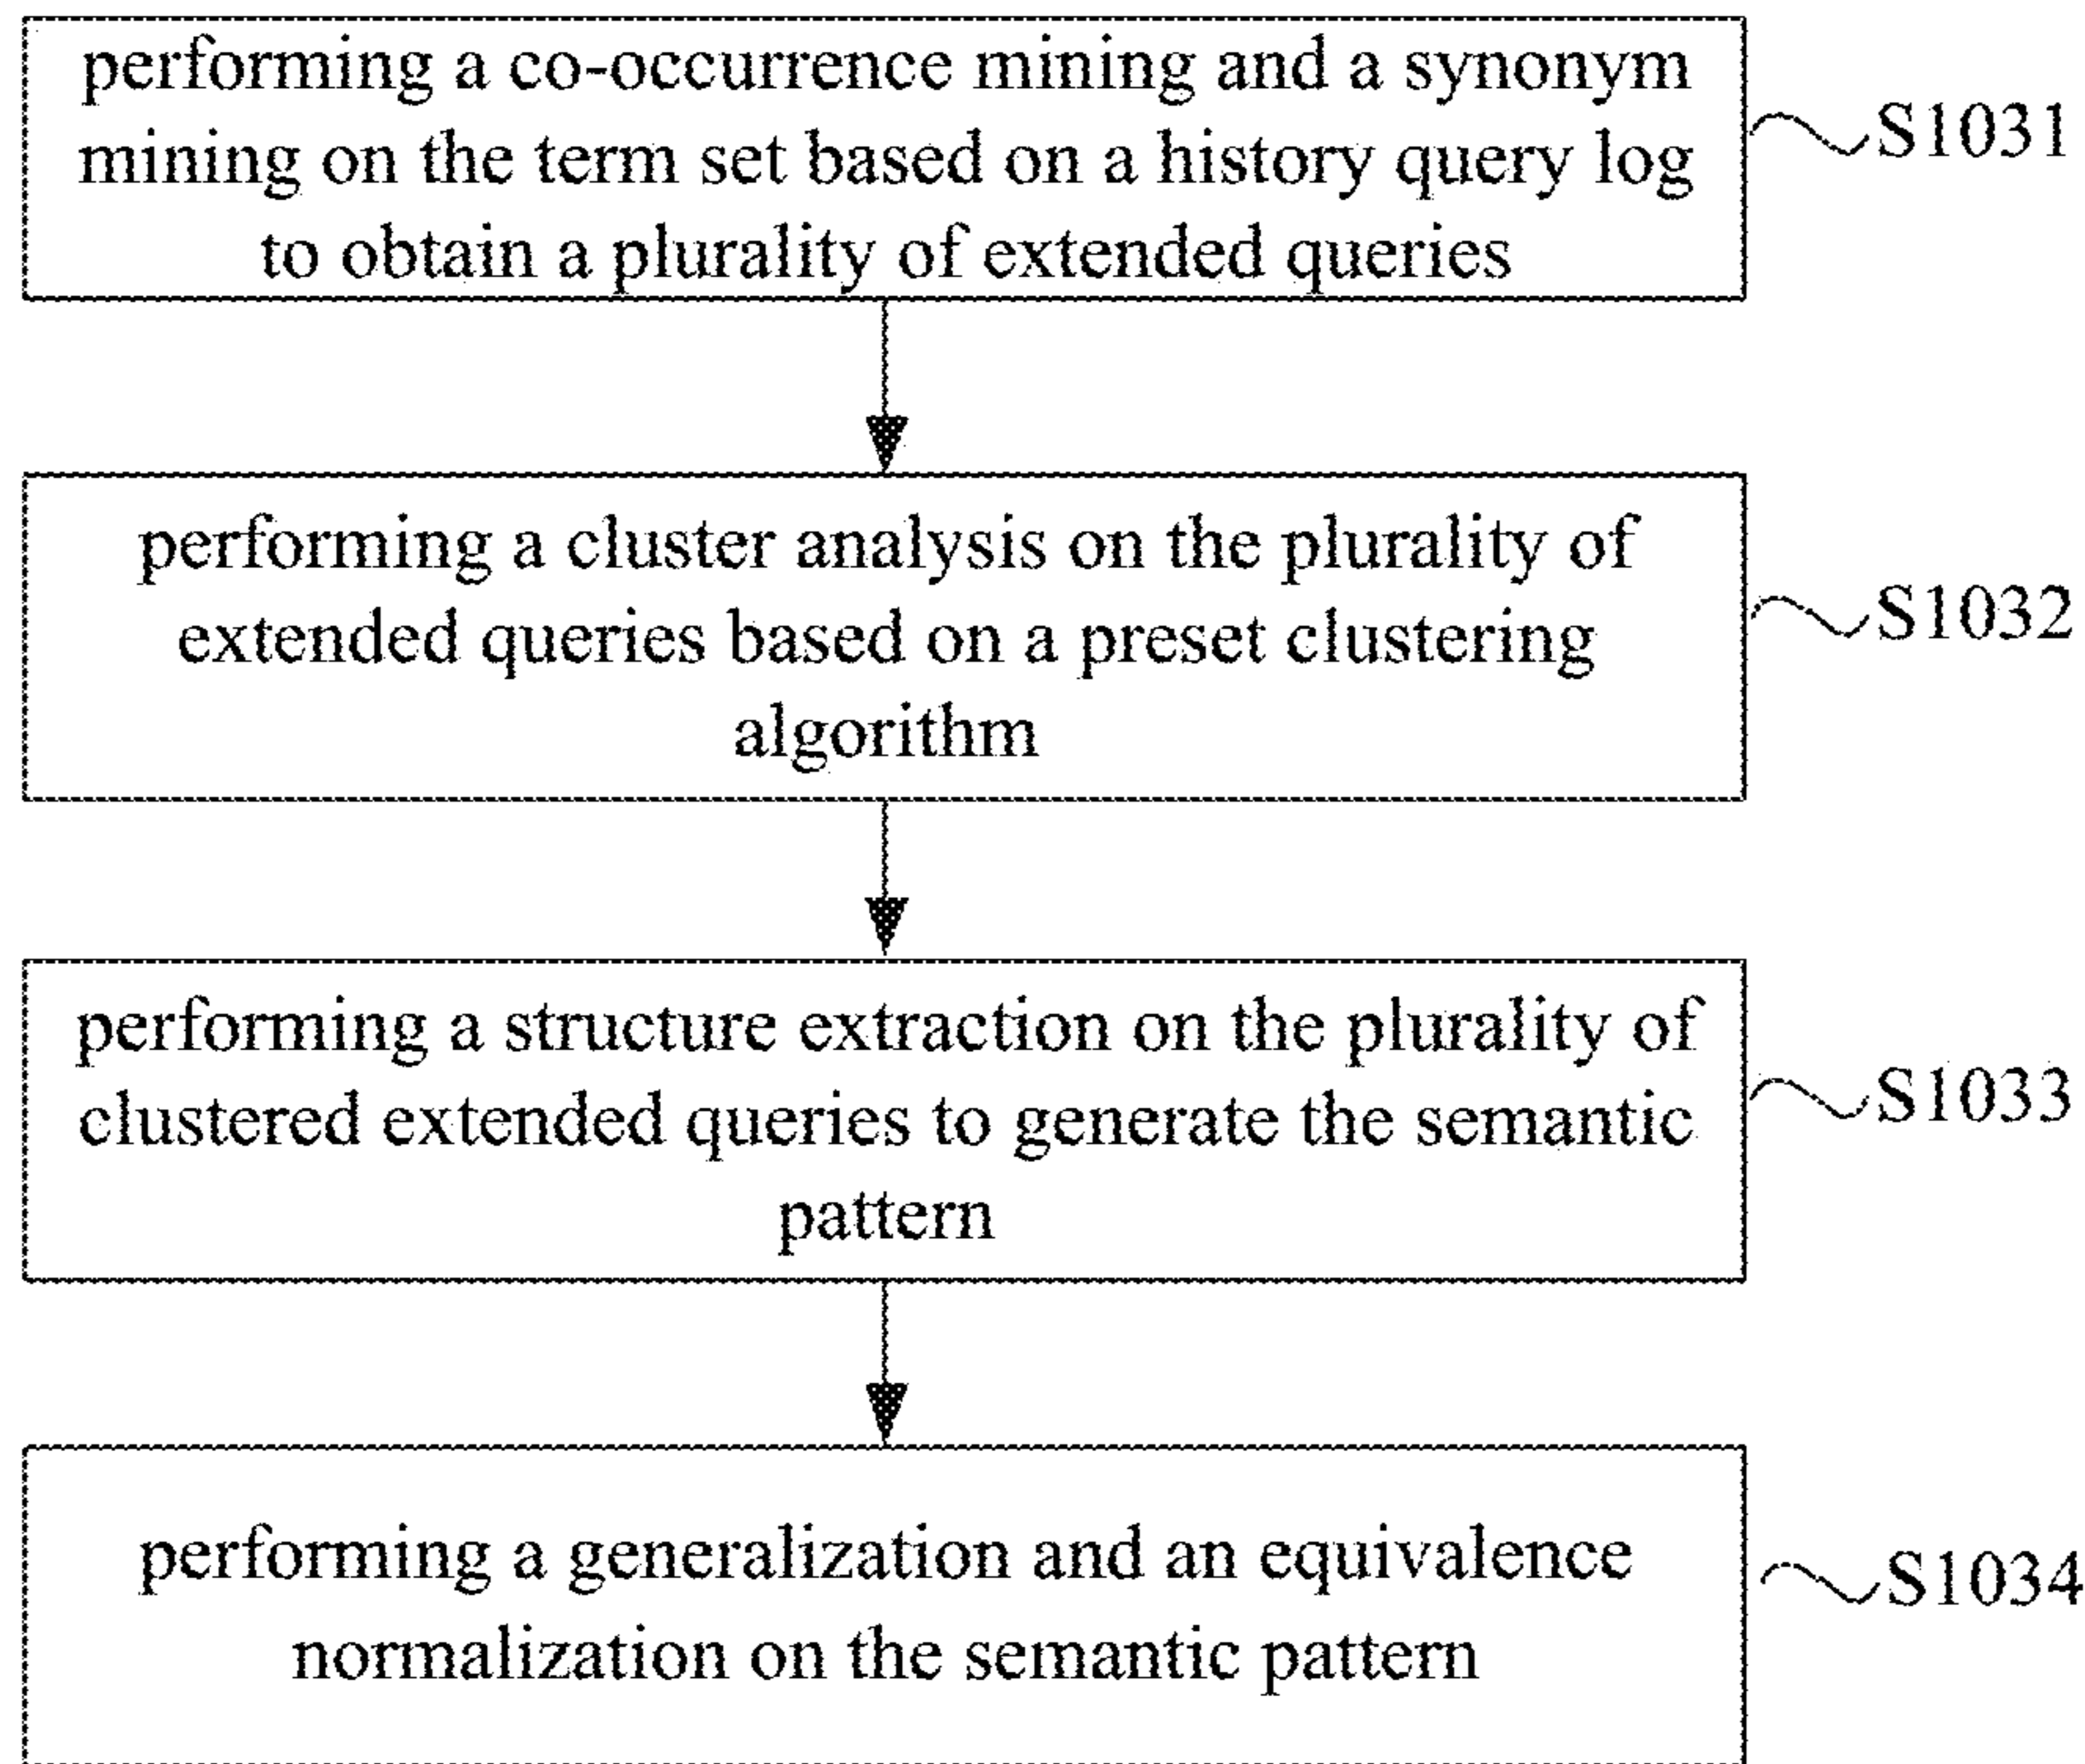 performing a co-occurrence mining and a synonym
mining on the term set based on a history query log
to obtain a plurality of extended queries
S1031
performing a cluster analysis on the plurality of
extended queries based on a preset clustering
algorithm
S1032
performing a structure extraction on the plurality of
clustered extended queries to generate the semantic
pattern
S1033
performing a generalization and an equivalence
normalization on the semantic pattern
S1034